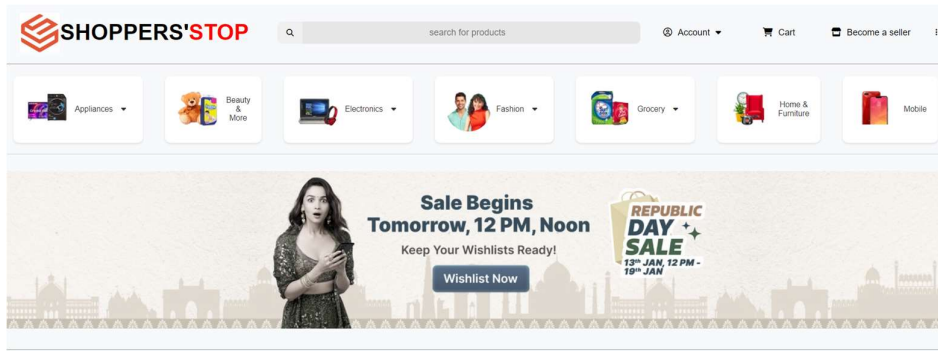 SHOPPERS'STOP
search for products
Account
Cart
Become a seller
Appliances
Beauty
&
More
Electronics
Fashion
Grocery
Home &
Furniture
Mobile
Sale Begins
Tomorrow, 12 PM, Noon
Keep Your Wishlists Ready!
Wishlist Now
REPUBLIC
DAY
SALE
13th JAN, 12 PM -
19th JAN